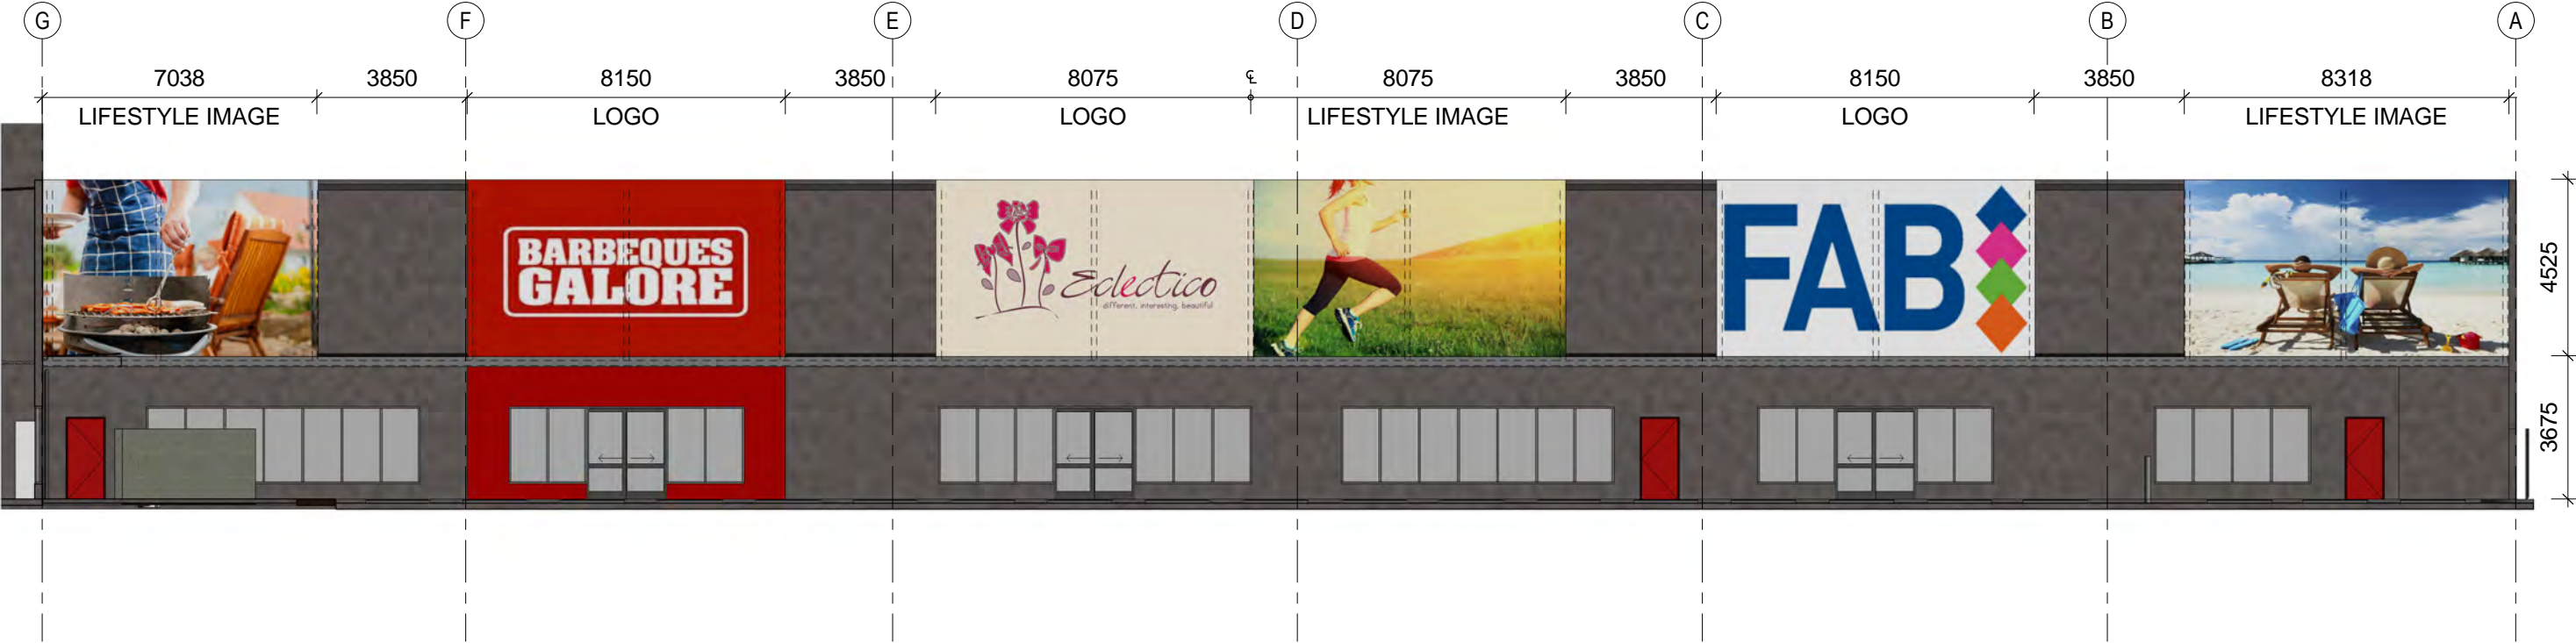 G F E D C B A
7038 3850 8150 3850 8075 ℄ 8075 3850 8150 3850 8318
LIFESTYLE IMAGE LOGO LOGO LIFESTYLE IMAGE LOGO LIFESTYLE IMAGE
BARBEQUES
GALORE
Eclectico
different, interesting, beautiful
FAB
4525
3675